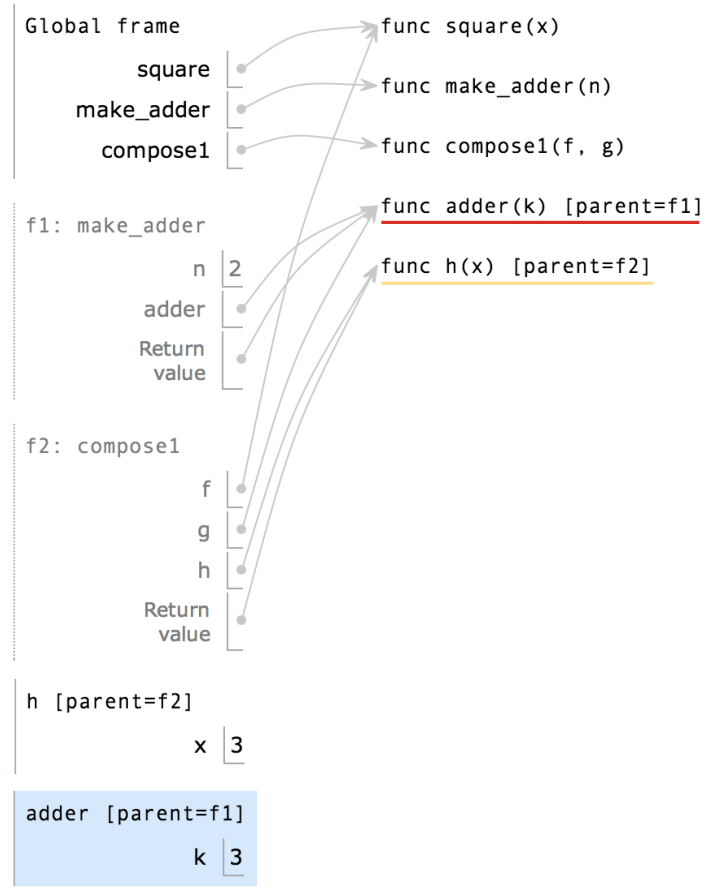 Global frame
square
make_adder
compose1
func square(x)
func make_adder(n)
func compose1(f, g)
func adder(k) [parent=f1]
func h(x) [parent=f2]
f1: make_adder
n 2
adder
Return
value
f2: compose1
f
g
h
Return
value
h [parent=f2]
x 3
adder [parent=f1]
k 3